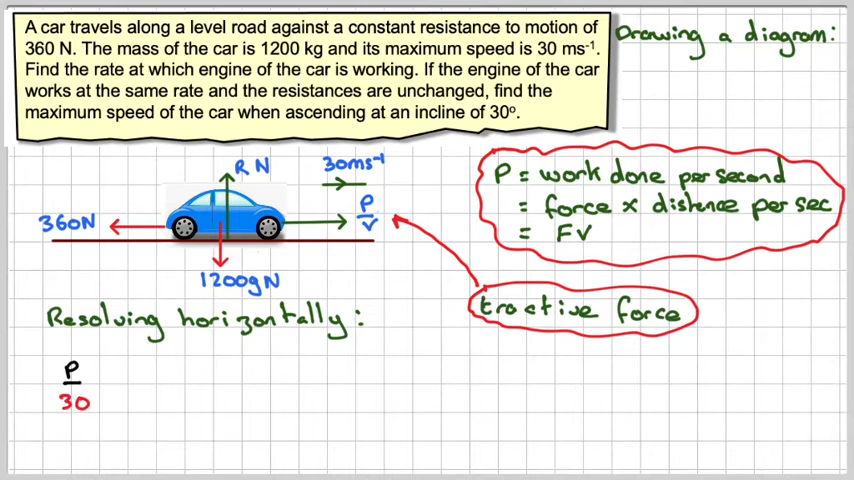 A car travels along a level road against a constant resistance to motion of
360 N. The mass of the car is 1200 kg and its maximum speed is 30 ms⁻¹.
Find the rate at which engine of the car is working. If the engine of the car
works at the same rate and the resistances are unchanged, find the
maximum speed of the car when ascending at an incline of 30º.
Drawing a diagram:
R N
30ms⁻¹
360N
P
V
1200gN
P = work done per second
= force × distence per sec
= FV
tractive force
Resolving horizontally:
P
30